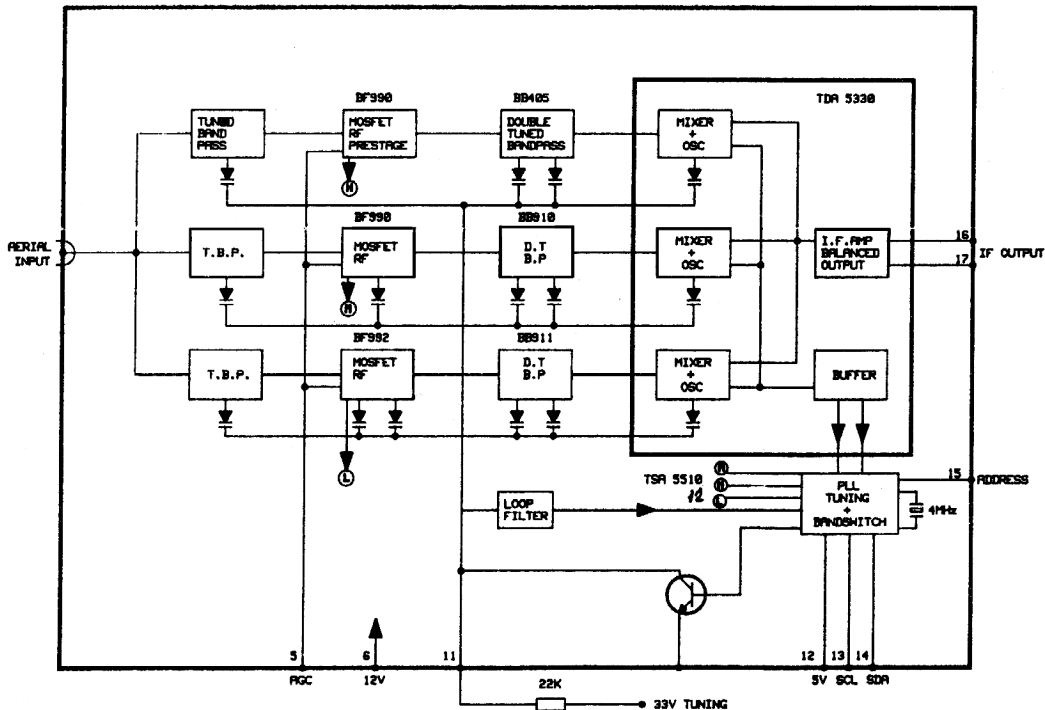 BF990
BB405
TDA 5330
TUNED
BAND
PASS
MOSFET
RF
PRESTAGE
DOUBLE
TUNED
BANDPASS
MIXER
+
OSC
H
BF990
BB910
AERIAL
INPUT
T.B.P.
MOSFET
RF
D.T
B.P
MIXER
+
OSC
I.F.AMP
BALANCED
OUTPUT
16
17
IF OUTPUT
M
BF992
BB911
T.B.P.
MOSFET
RF
D.T
B.P
MIXER
+
OSC
BUFFER
L
TSA 5510
M
L
LOOP
FILTER
PLL
TUNING
+
BANDSWITCH
15
ADDRESS
4MHz
5
6
11
12
13
14
AGC
12V
5V
SCL
SDA
22K
33V TUNING